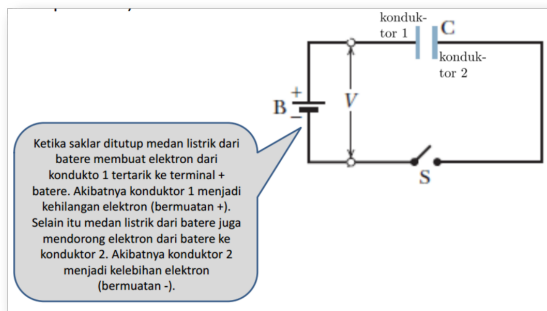 konduk-
tor 1
C
konduk-
tor 2
+
B
V
−
S
Ketika saklar ditutup medan listrik dari
batere membuat elektron dari
kondukto 1 tertarik ke terminal +
batere. Akibatnya konduktor 1 menjadi
kehilangan elektron (bermuatan +).
Selain itu medan listrik dari batere juga
mendorong elektron dari batere ke
konduktor 2. Akibatnya konduktor 2
menjadi kelebihan elektron
(bermuatan -).